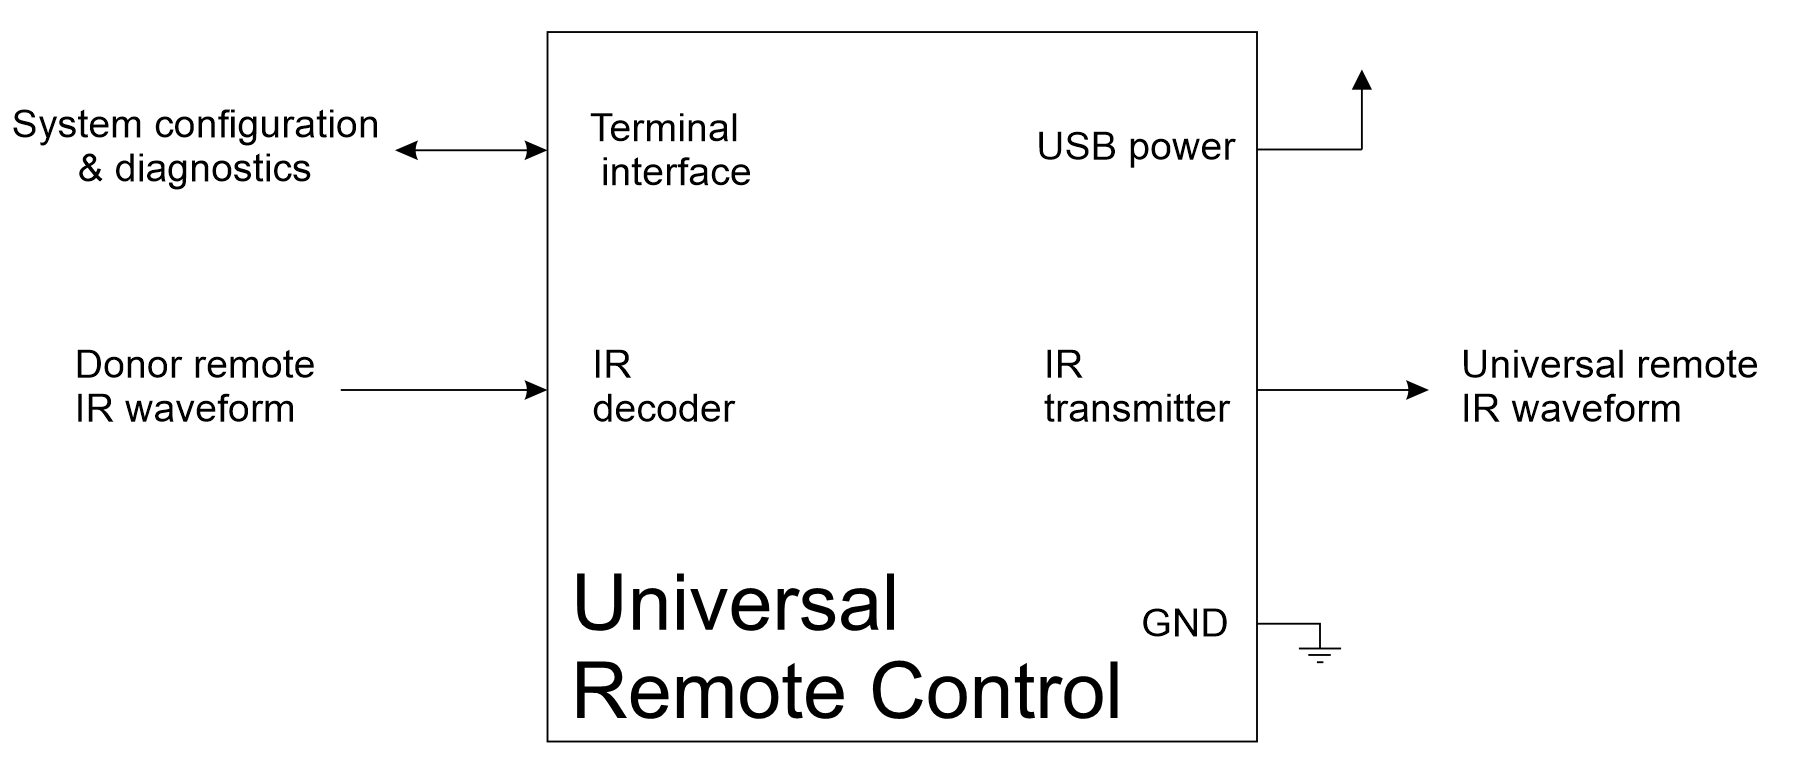 System configuration
& diagnostics
Terminal
interface
USB power
Donor remote
IR waveform
IR
decoder
IR
transmitter
Universal remote
IR waveform
Universal
Remote Control
GND